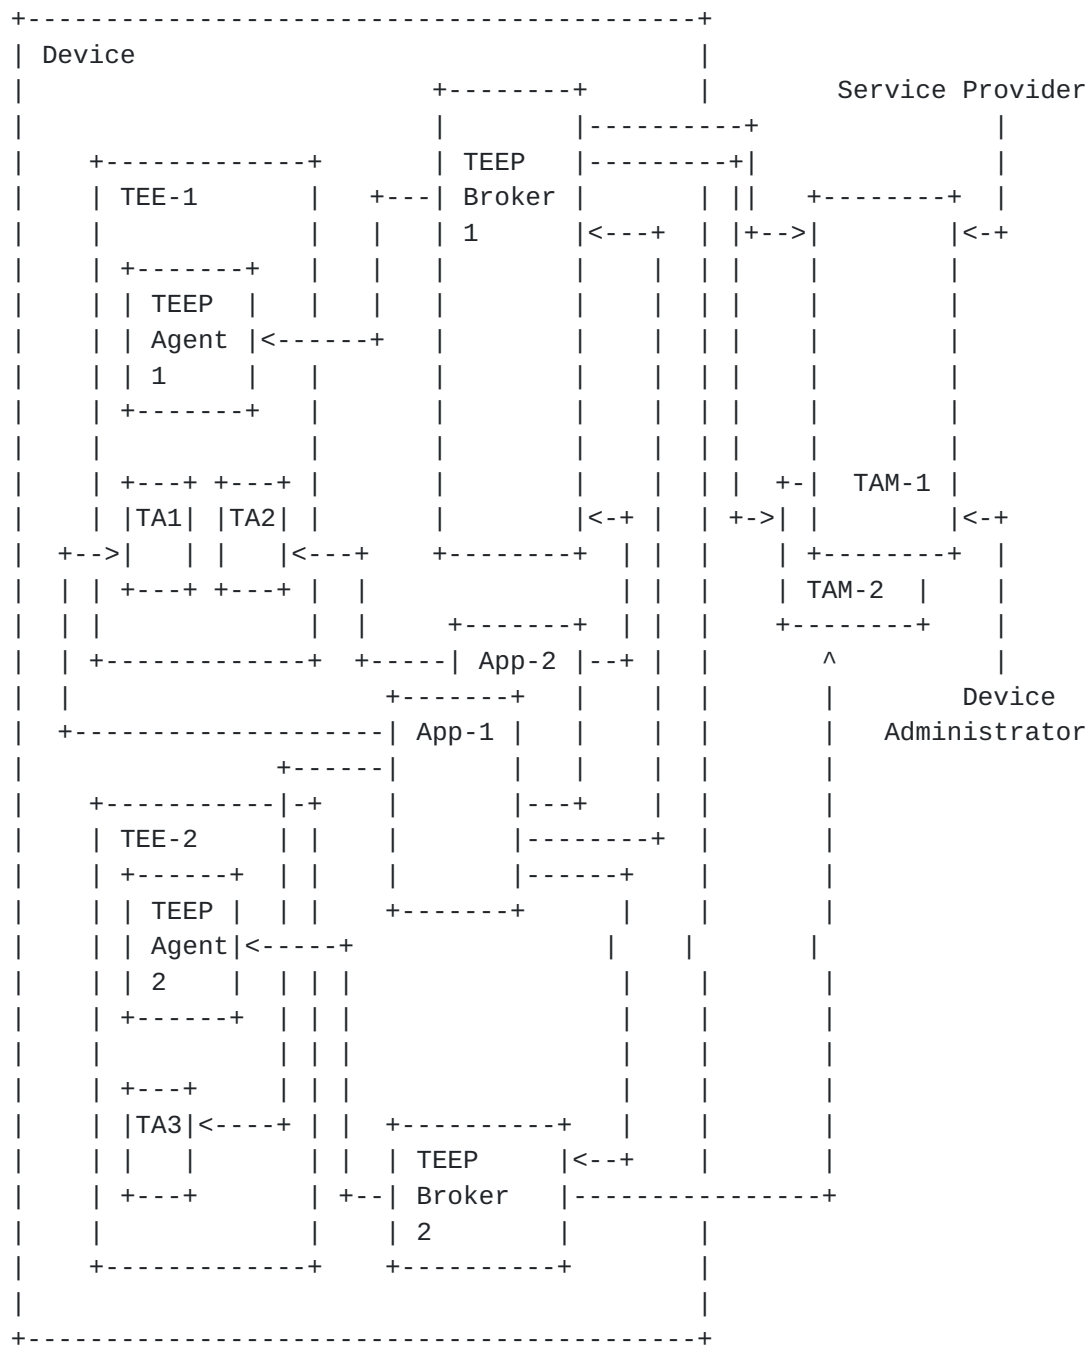 Device
Service Provider
TEEP
TEE-1
Broker
1
TEEP
Agent
1
TAM-1
TA1 TA2
TAM-2
App-2
Device
App-1
Administrator
TEE-2
TEEP
Agent
2
TA3
TEEP
Broker
2